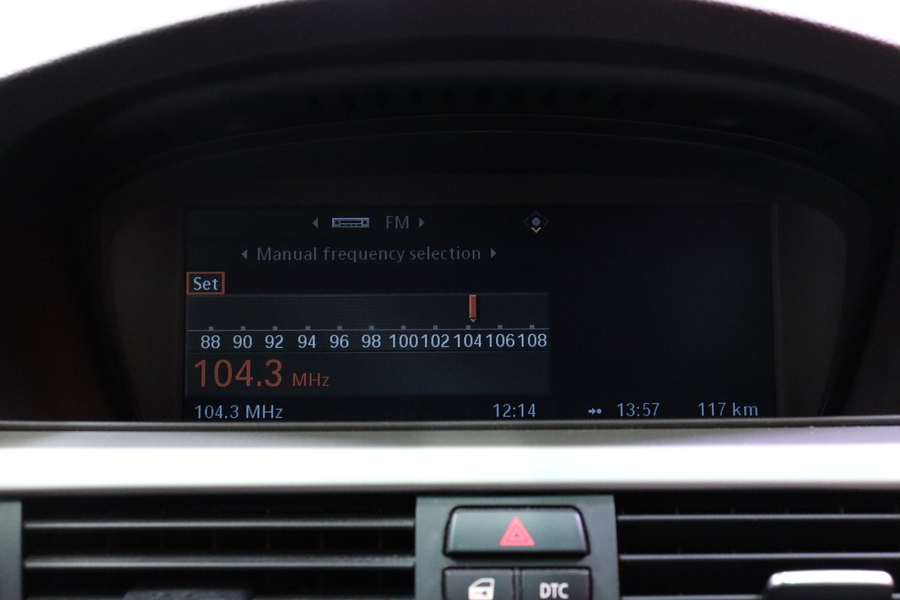 FM
Manual frequency selection
Set
88 90 92 94 96 98 100 102 104 106 108
104.3 MHz
104.3 MHz 12:14 13:57 117 km
DTC